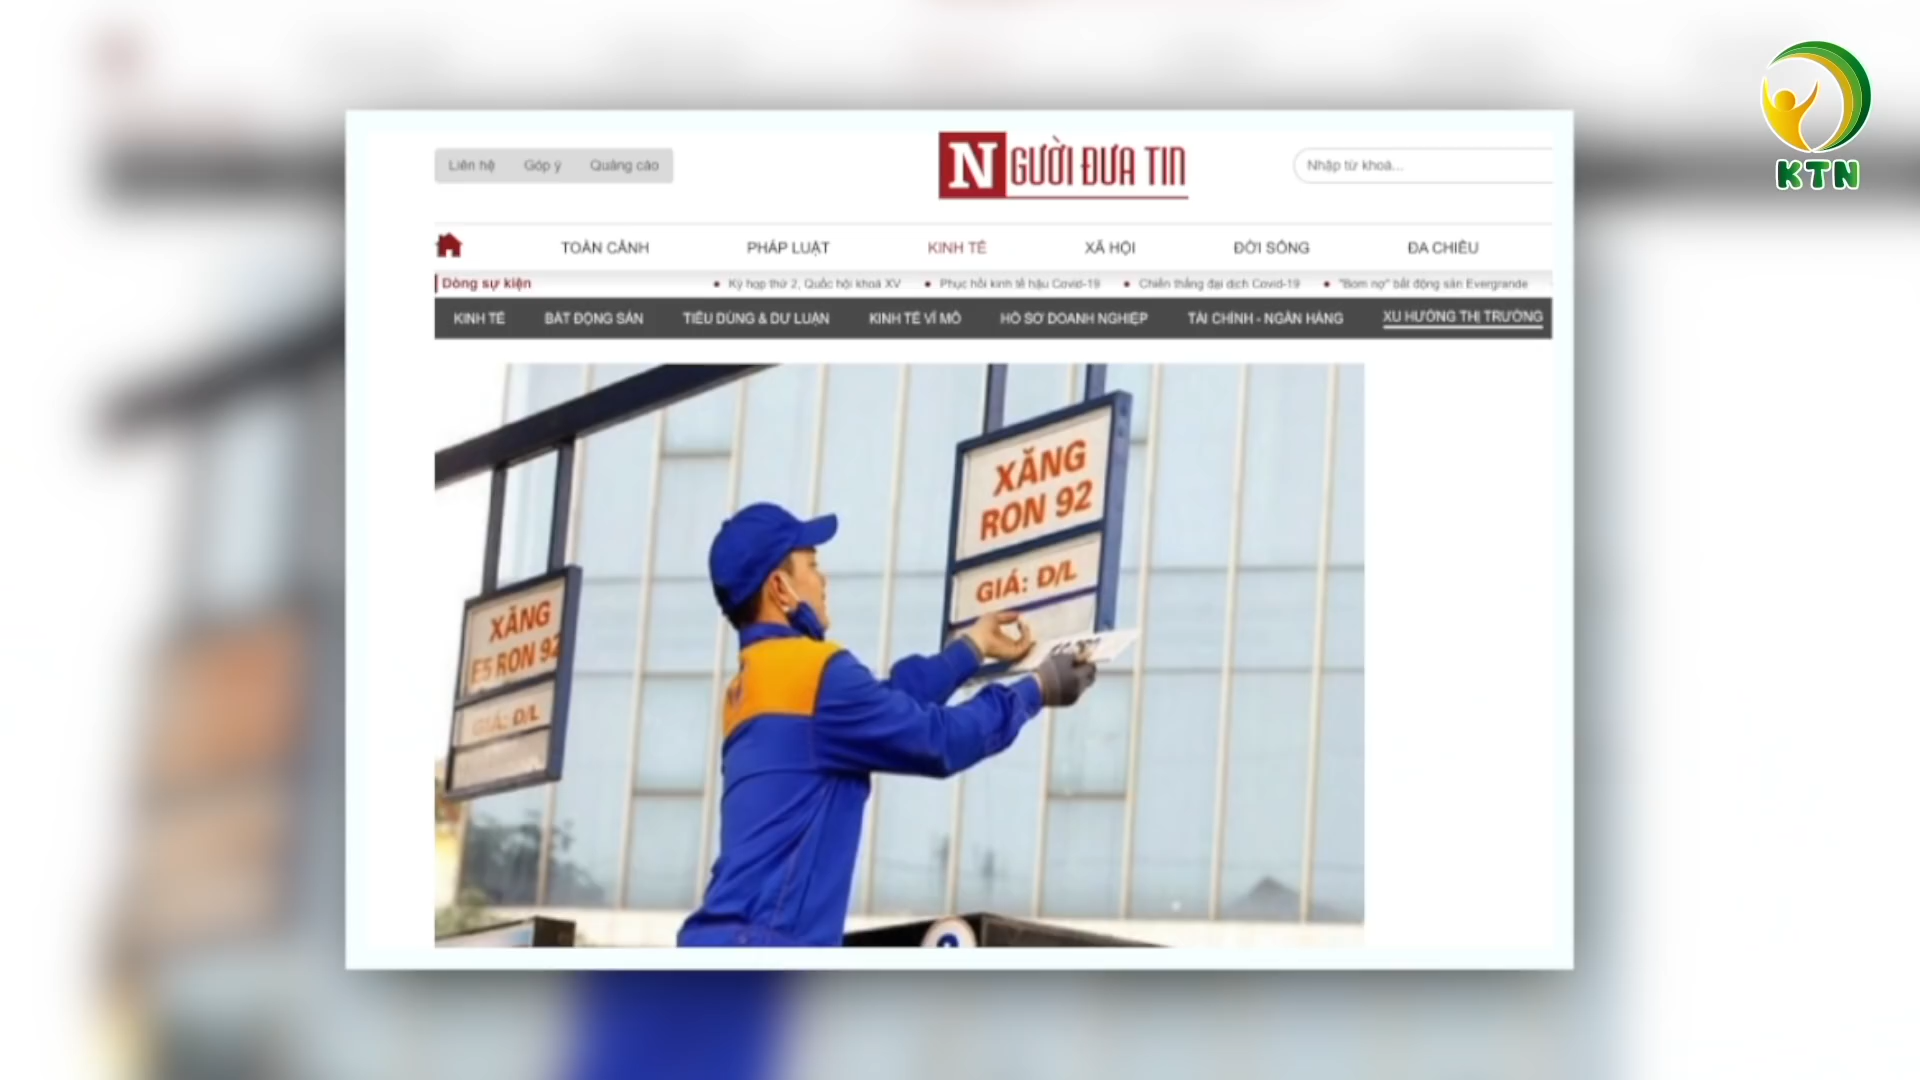 KTN
Liên hệ Góp ý Quảng cáo
NGƯỜI ĐƯA TIN
Nhập từ khoá...
TOÀN CẢNH PHÁP LUẬT KINH TẾ XÃ HỘI ĐỜI SỐNG ĐA CHIỀU
Dòng sự kiện
Kỳ họp thứ 2, Quốc hội khoá XV
Phục hồi kinh tế hậu Covid-19
Chiến thắng đại dịch Covid-19
"Bom nợ" bất động sản Evergrande
KINH TẾ BẤT ĐỘNG SẢN TIÊU DÙNG & DƯ LUẬN KINH TẾ VĨ MÔ HỒ SƠ DOANH NGHIỆP TÀI CHÍNH - NGÂN HÀNG XU HƯỚNG THỊ TRƯỜNG
XĂNG
RON 92
GIÁ: Đ/L
XĂNG
E5 RON 92
GIÁ: Đ/L